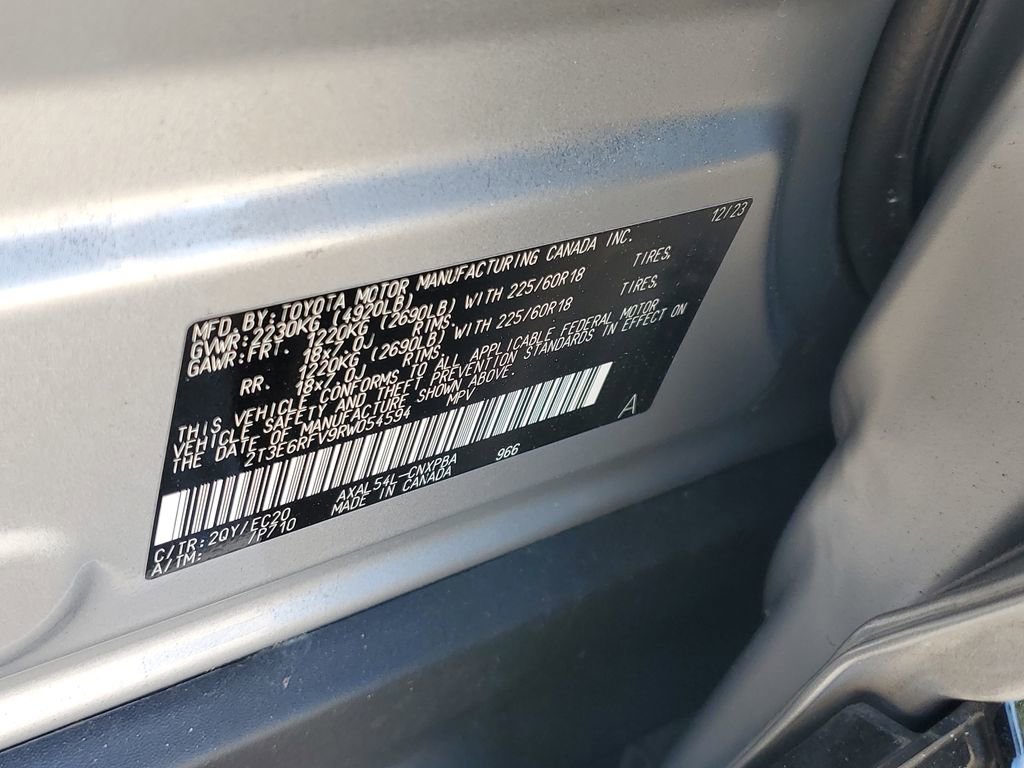 12/23
MFD. BY: TOYOTA MOTOR MANUFACTURING CANADA INC.
GVWR: 2230KG (4920LB)
GAWR: FRT. 1220KG (2690LB) WITH 225/60R18 TIRES,
18x7.0J RIMS,
RR. 1220KG (2690LB) WITH 225/60R18 TIRES,
18x7.0J RIMS,
THIS VEHICLE CONFORMS TO ALL APPLICABLE FEDERAL MOTOR
VEHICLE SAFETY AND THEFT PREVENTION STANDARDS IN EFFECT ON
THE DATE OF MANUFACTURE SHOWN ABOVE.
2T3E6RFV9RW054594 MPV
A
C/TR: 2QY/EC20 AXAL54L-CNXPBA 966
A/TM: 7P710 MADE IN CANADA